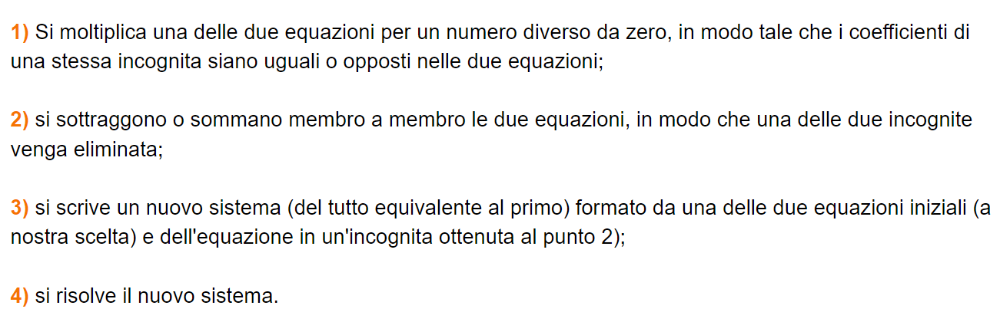 1) Si moltiplica una delle due equazioni per un numero diverso da zero, in modo tale che i coefficienti di
una stessa incognita siano uguali o opposti nelle due equazioni;
2) si sottraggono o sommano membro a membro le due equazioni, in modo che una delle due incognite
venga eliminata;
3) si scrive un nuovo sistema (del tutto equivalente al primo) formato da una delle due equazioni iniziali (a
nostra scelta) e dell'equazione in un'incognita ottenuta al punto 2);
4) si risolve il nuovo sistema.